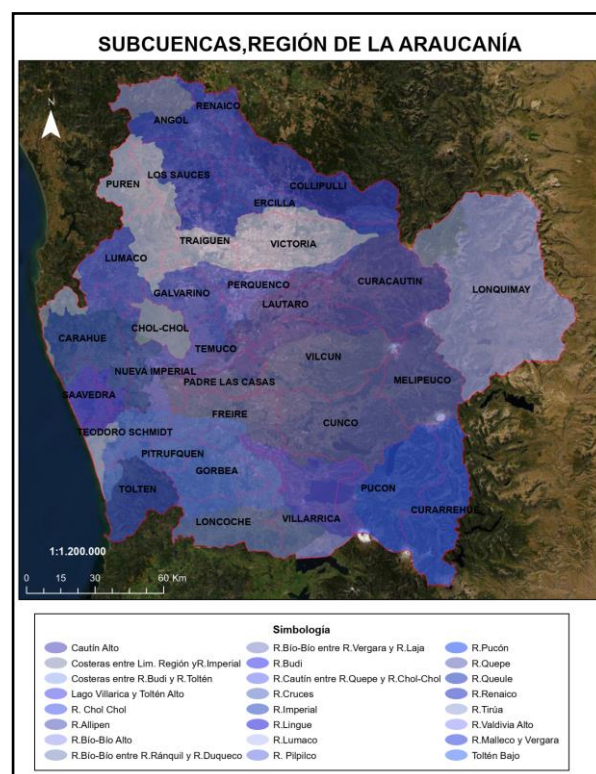 SUBCUENCAS,REGIÓN DE LA ARAUCANÍA
N
RENAICO
ANGOL
LOS SAUCES
PUREN
COLLIPULLI
ERCILLA
TRAIGUEN
VICTORIA
LUMACO
CURACAUTIN
PERQUENCO
LONQUIMAY
GALVARINO
LAUTARO
CHOL-CHOL
CARAHUE
TEMUCO
VILCUN
NUEVA IMPERIAL
PADRE LAS CASAS
MELIPEUCO
SAAVEDRA
FREIRE
CUNCO
TEODORO SCHMIDT
PITRUFQUEN
GORBEA
TOLTEN
PUCON
CURARREHUE
LONCOCHE
VILLARRICA
1:1.200.000
0 15 30 60 Km
Simbología
Cautín Alto
Costeras entre Lim. Región yR.Imperial
Costeras entre R.Budi y R.Toltén
Lago Villarica y Toltén Alto
R. Chol Chol
R.Allipen
R.Bío-Bío Alto
R.Bío-Bío entre R.Ránquil y R.Duqueco
R.Bío-Bío entre R.Vergara y R.Laja
R.Budi
R.Cautín entre R.Quepe y R.Chol-Chol
R.Cruces
R.Imperial
R.Lingue
R.Lumaco
R. Pilpilco
R.Pucón
R.Quepe
R.Queule
R.Renaico
R.Tirúa
R.Valdivia Alto
R.Malleco y Vergara
Toltén Bajo